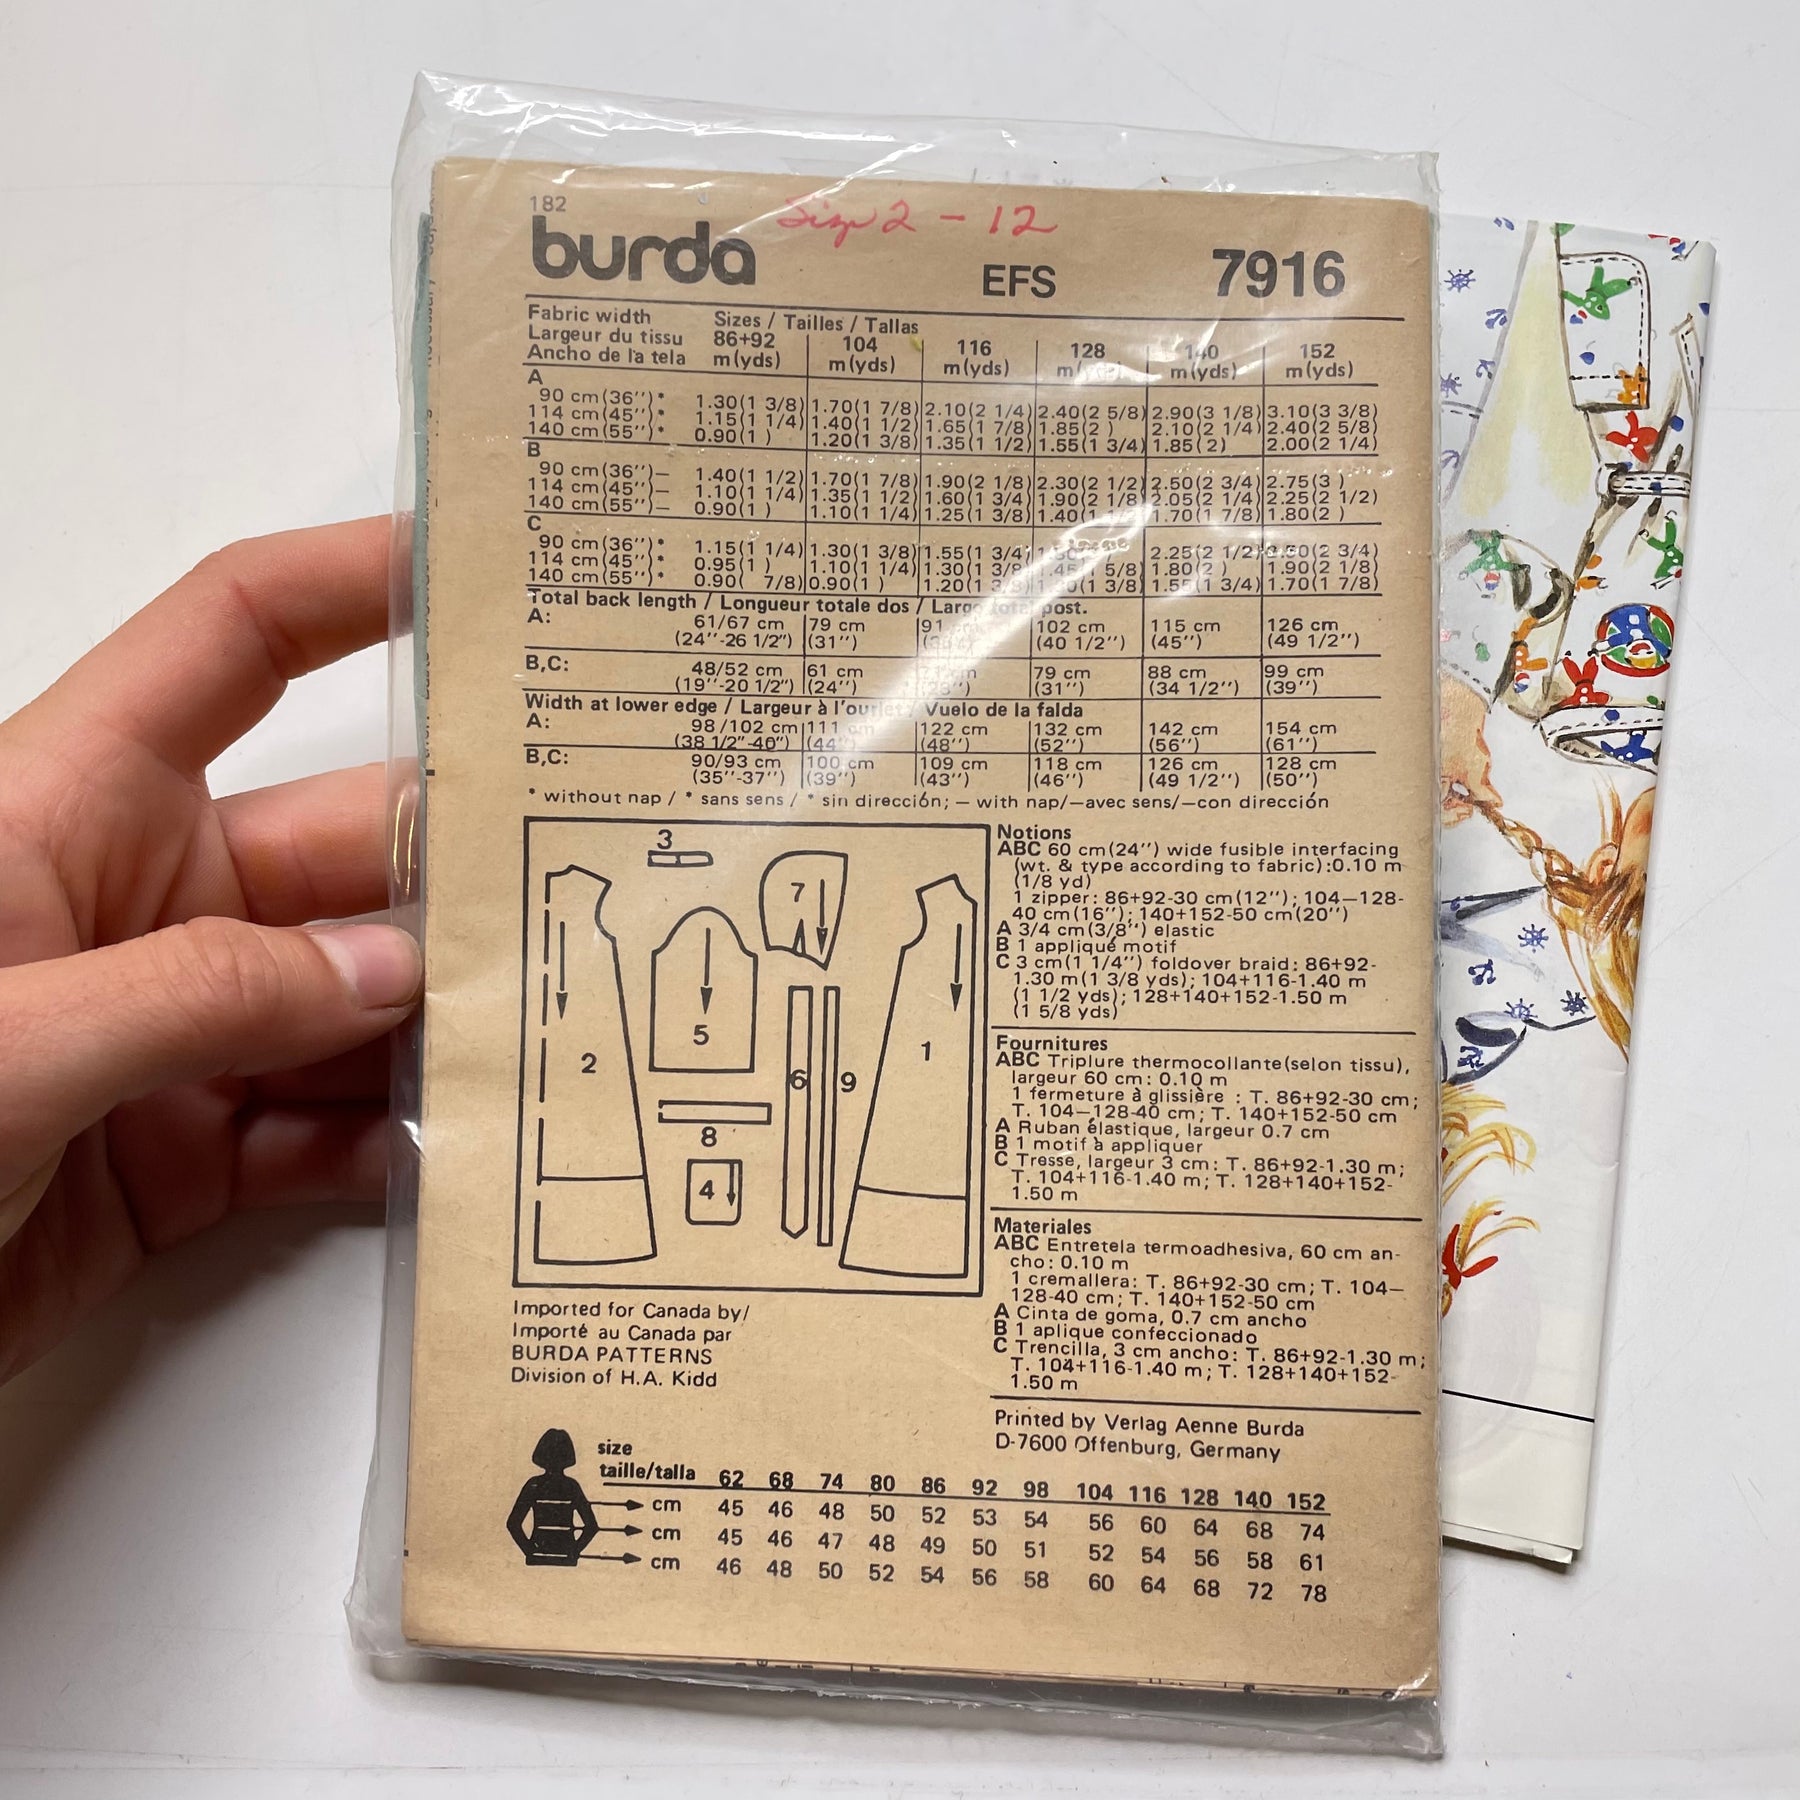 182
Size 2 - 12
burda
EFS
7916
Fabric width
Largeur du tissu
Ancho de la tela
Sizes / Tailles / Tallas
86+92 104 116 128 140 152
m(yds) m(yds) m(yds) m(yds) m(yds) m(yds)
A
90 cm(36'')* 1.30(1 3/8) 1.70(1 7/8) 2.10(2 1/4) 2.40(2 5/8) 2.90(3 1/8) 3.10(3 3/8)
114 cm(45'')* 1.15(1 1/4) 1.40(1 1/2) 1.65(1 7/8) 1.85(2 ) 2.10(2 1/4) 2.40(2 5/8)
140 cm(55'')* 0.90(1 ) 1.20(1 3/8) 1.35(1 1/2) 1.55(1 3/4) 1.85(2) 2.00(2 1/4)
B
90 cm(36'')— 1.40(1 1/2) 1.70(1 7/8) 1.90(2 1/8) 2.30(2 1/2) 2.50(2 3/4) 2.75(3 )
114 cm(45'')— 1.10(1 1/4) 1.35(1 1/2) 1.60(1 3/4) 1.90(2 1/8) 2.05(2 1/4) 2.25(2 1/2)
140 cm(55'')— 0.90(1 ) 1.10(1 1/4) 1.25(1 3/8) 1.40(1 1.70(1 7/8) 1.80(2 )
C
90 cm(36'')* 1.15(1 1/4) 1.30(1 3/8) 1.55(1 3/4) 2.25(2 1/2) 2.50(2 3/4)
114 cm(45'')* 0.95(1 ) 1.10(1 1/4) 1.30(1 3/8) 1.45(1 5/8) 1.80(2 ) 1.90(2 1/8)
140 cm(55'')* 0.90( 7/8) 0.90(1 ) 1.20(1 3/8) (1 3/8) 1.55(1 3/4) 1.70(1 7/8)
Total back length / Longueur totale dos / Largo total post.
A: 61/67 cm 79 cm 91 cm 102 cm 115 cm 126 cm
(24''-26 1/2'') (31'') (40 1/2'') (45'') (49 1/2'')
B,C: 48/52 cm 61 cm cm 79 cm 88 cm 99 cm
(19''-20 1/2'') (24'') (28'') (31'') (34 1/2'') (39'')
Width at lower edge / Largeur à l'ourlet / Vuelo de la falda
A: 98/102 cm 111 cm 122 cm 132 cm 142 cm 154 cm
(38 1/2''-40'') (44'') (48'') (52'') (56'') (61'')
B,C: 90/93 cm 100 cm 109 cm 118 cm 126 cm 128 cm
(35''-37'') (39'') (43'') (46'') (49 1/2'') (50'')
* without nap / * sans sens / * sin dirección; — with nap/—avec sens/—con dirección
3
7
2
5
6
9
1
8
4
Notions
ABC 60 cm(24'') wide fusible interfacing
(wt. & type according to fabric):0.10 m
(1/8 yd)
1 zipper: 86+92-30 cm(12''); 104—128-
40 cm(16''); 140+152-50 cm(20'')
A 3/4 cm(3/8'') elastic
B 1 appliqué motif
C 3 cm(1 1/4'') foldover braid: 86+92-
1.30 m(1 3/8 yds); 104+116-1.40 m
(1 1/2 yds); 128+140+152-1.50 m
(1 5/8 yds)
Fournitures
ABC Triplure thermocollante(selon tissu),
largeur 60 cm: 0.10 m
1 fermeture à glissière : T. 86+92-30 cm;
T. 104—128-40 cm; T. 140+152-50 cm
A Ruban élastique, largeur 0.7 cm
B 1 motif à appliquer
C Tresse, largeur 3 cm: T. 86+92-1.30 m;
T. 104+116-1.40 m; T. 128+140+152-
1.50 m
Materiales
ABC Entretela termoadhesiva, 60 cm an-
cho: 0.10 m
1 cremallera: T. 86+92-30 cm; T. 104—
128-40 cm; T. 140+152-50 cm
A Cinta de goma, 0.7 cm ancho
B 1 aplique confeccionado
C Trencilla, 3 cm ancho: T. 86+92-1.30 m;
T. 104+116-1.40 m; T. 128+140+152-
1.50 m
Imported for Canada by/
Importé au Canada par
BURDA PATTERNS
Division of H.A. Kidd
Printed by Verlag Aenne Burda
D-7600 Offenburg, Germany
size
taille/talla 62 68 74 80 86 92 98 104 116 128 140 152
cm 45 46 48 50 52 53 54 56 60 64 68 74
cm 45 46 47 48 49 50 51 52 54 56 58 61
cm 46 48 50 52 54 56 58 60 64 68 72 78